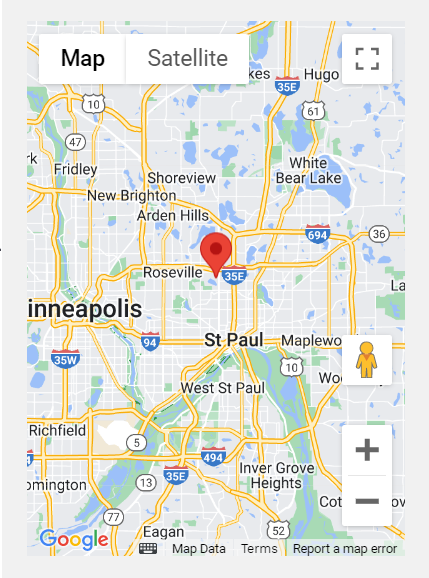 Map Satellite
kes
Hugo
35E
10
61
47
rk
Fridley
White
Bear Lake
Shoreview
New Brighton
Arden Hills
694
36
Roseville
35E
La
inneapolis
94
St Paul
Maplewo
35W
10
Woo
West St Paul
Richfield
5
494
35E
Inver Grove
Heights
omington
13
Cot
ov
77
52
Eagan
Google
Map Data Terms Report a map error